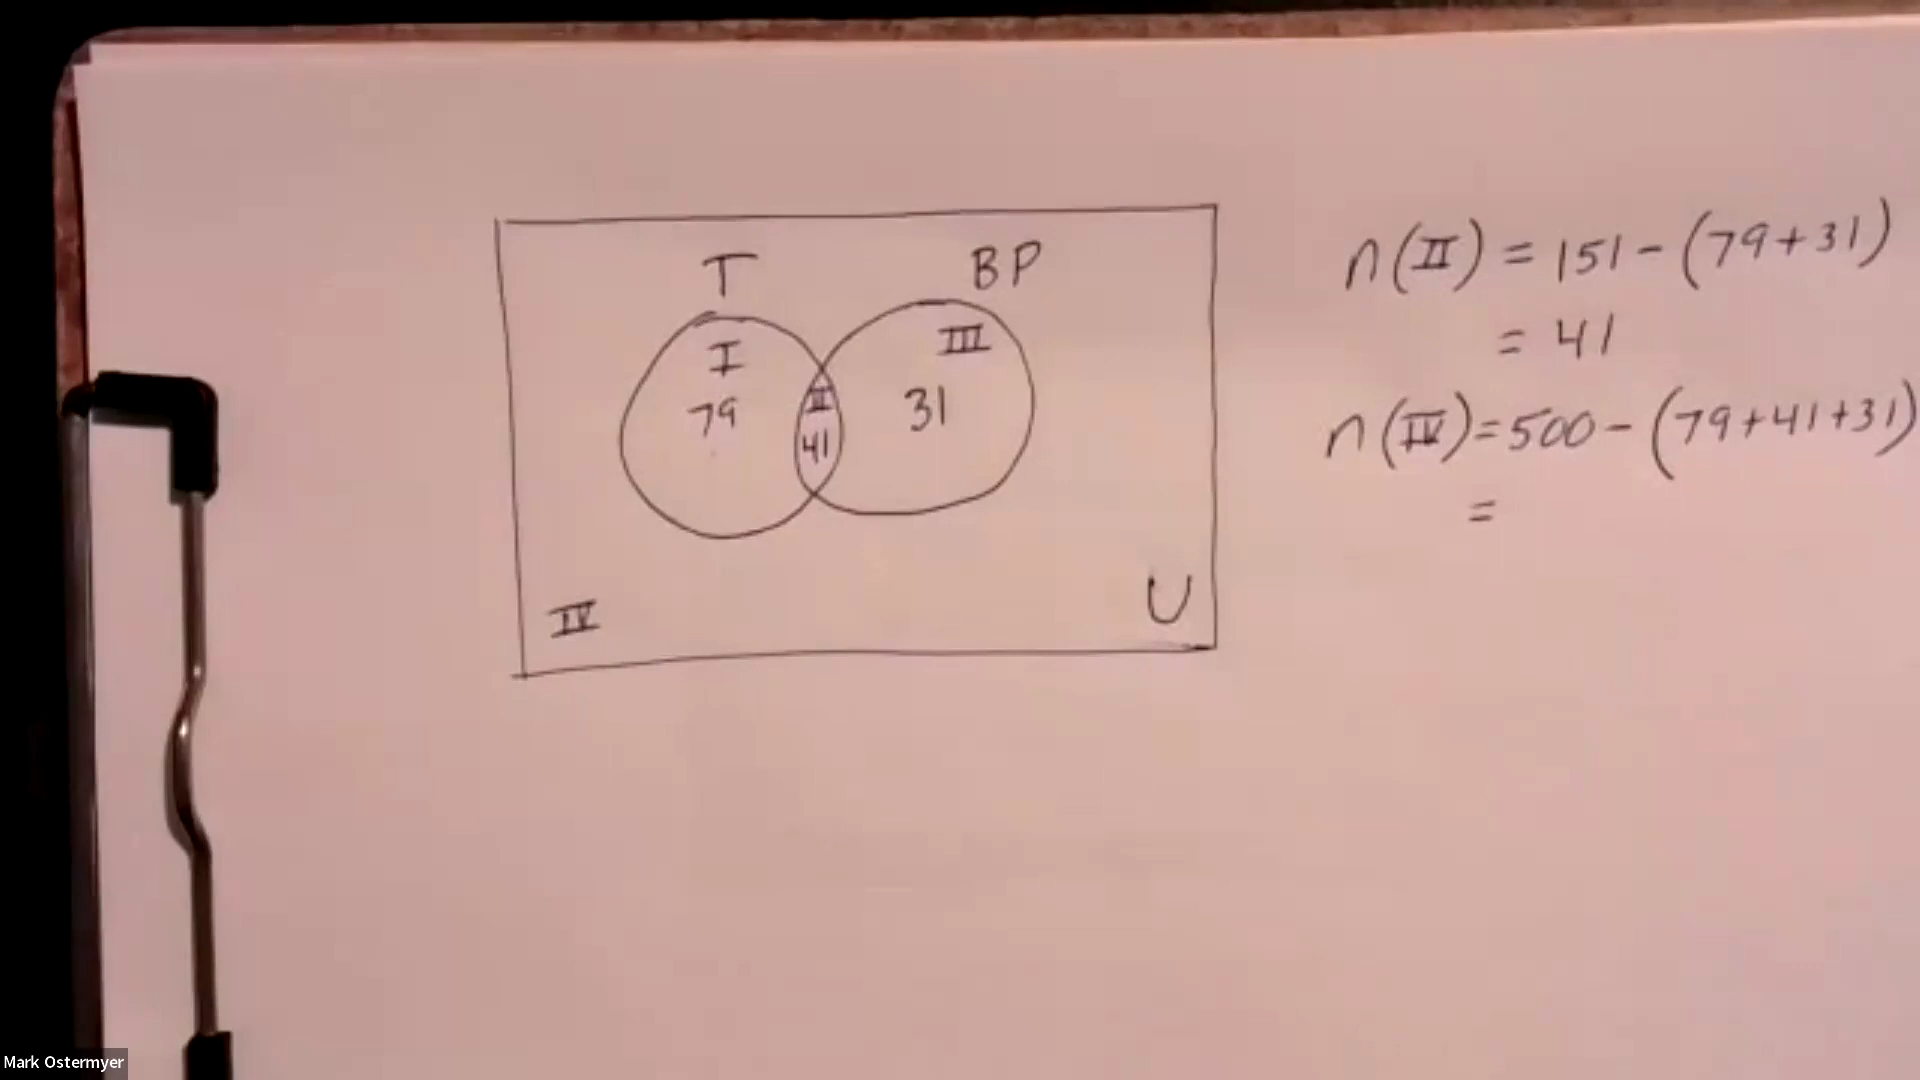 T
BP
I
III
II
79
31
41
IV
U
n(II) = 151 - (79+31)
= 41
n(IV) = 500 - (79+41+31)
=
Mark Ostermyer